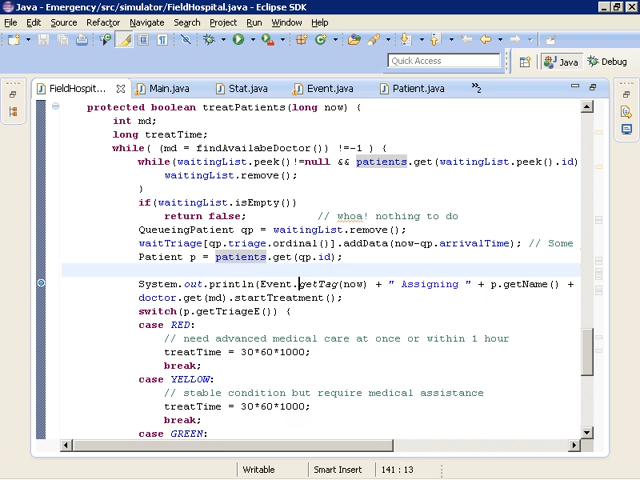 Java - Emergency/src/simulator/FieldHospital.java - Eclipse SDK
File Edit Source Refactor Navigate Search Project Run Window Help
Quick Access
Java
Debug
FieldHospit...
Main.java
Stat.java
Event.java
Patient.java
»2
protected boolean treatPatients(long now) {
int md;
long treatTime;
while( (md = findAvailabeDoctor()) !=-1 ) {
while(waitingList.peek()!=null && patients.get(waitingList.peek().id)
waitingList.remove();
}
if(waitingList.isEmpty())
return false; // whoa! nothing to do
QueueingPatient qp = waitingList.remove();
waitTriage[qp.triage.ordinal()].addData(now-qp.arrivalTime); // Some
Patient p = patients.get(qp.id);
System.out.println(Event.getTag(now) + " Assigning " + p.getName() +
doctor.get(md).startTreatment();
switch(p.getTriageE()) {
case RED:
// need advanced medical care at once or within 1 hour
treatTime = 30*60*1000;
break;
case YELLOW:
// stable condition but require medical assistance
treatTime = 30*60*1000;
break;
case GREEN:
Writable
Smart Insert
141 : 13